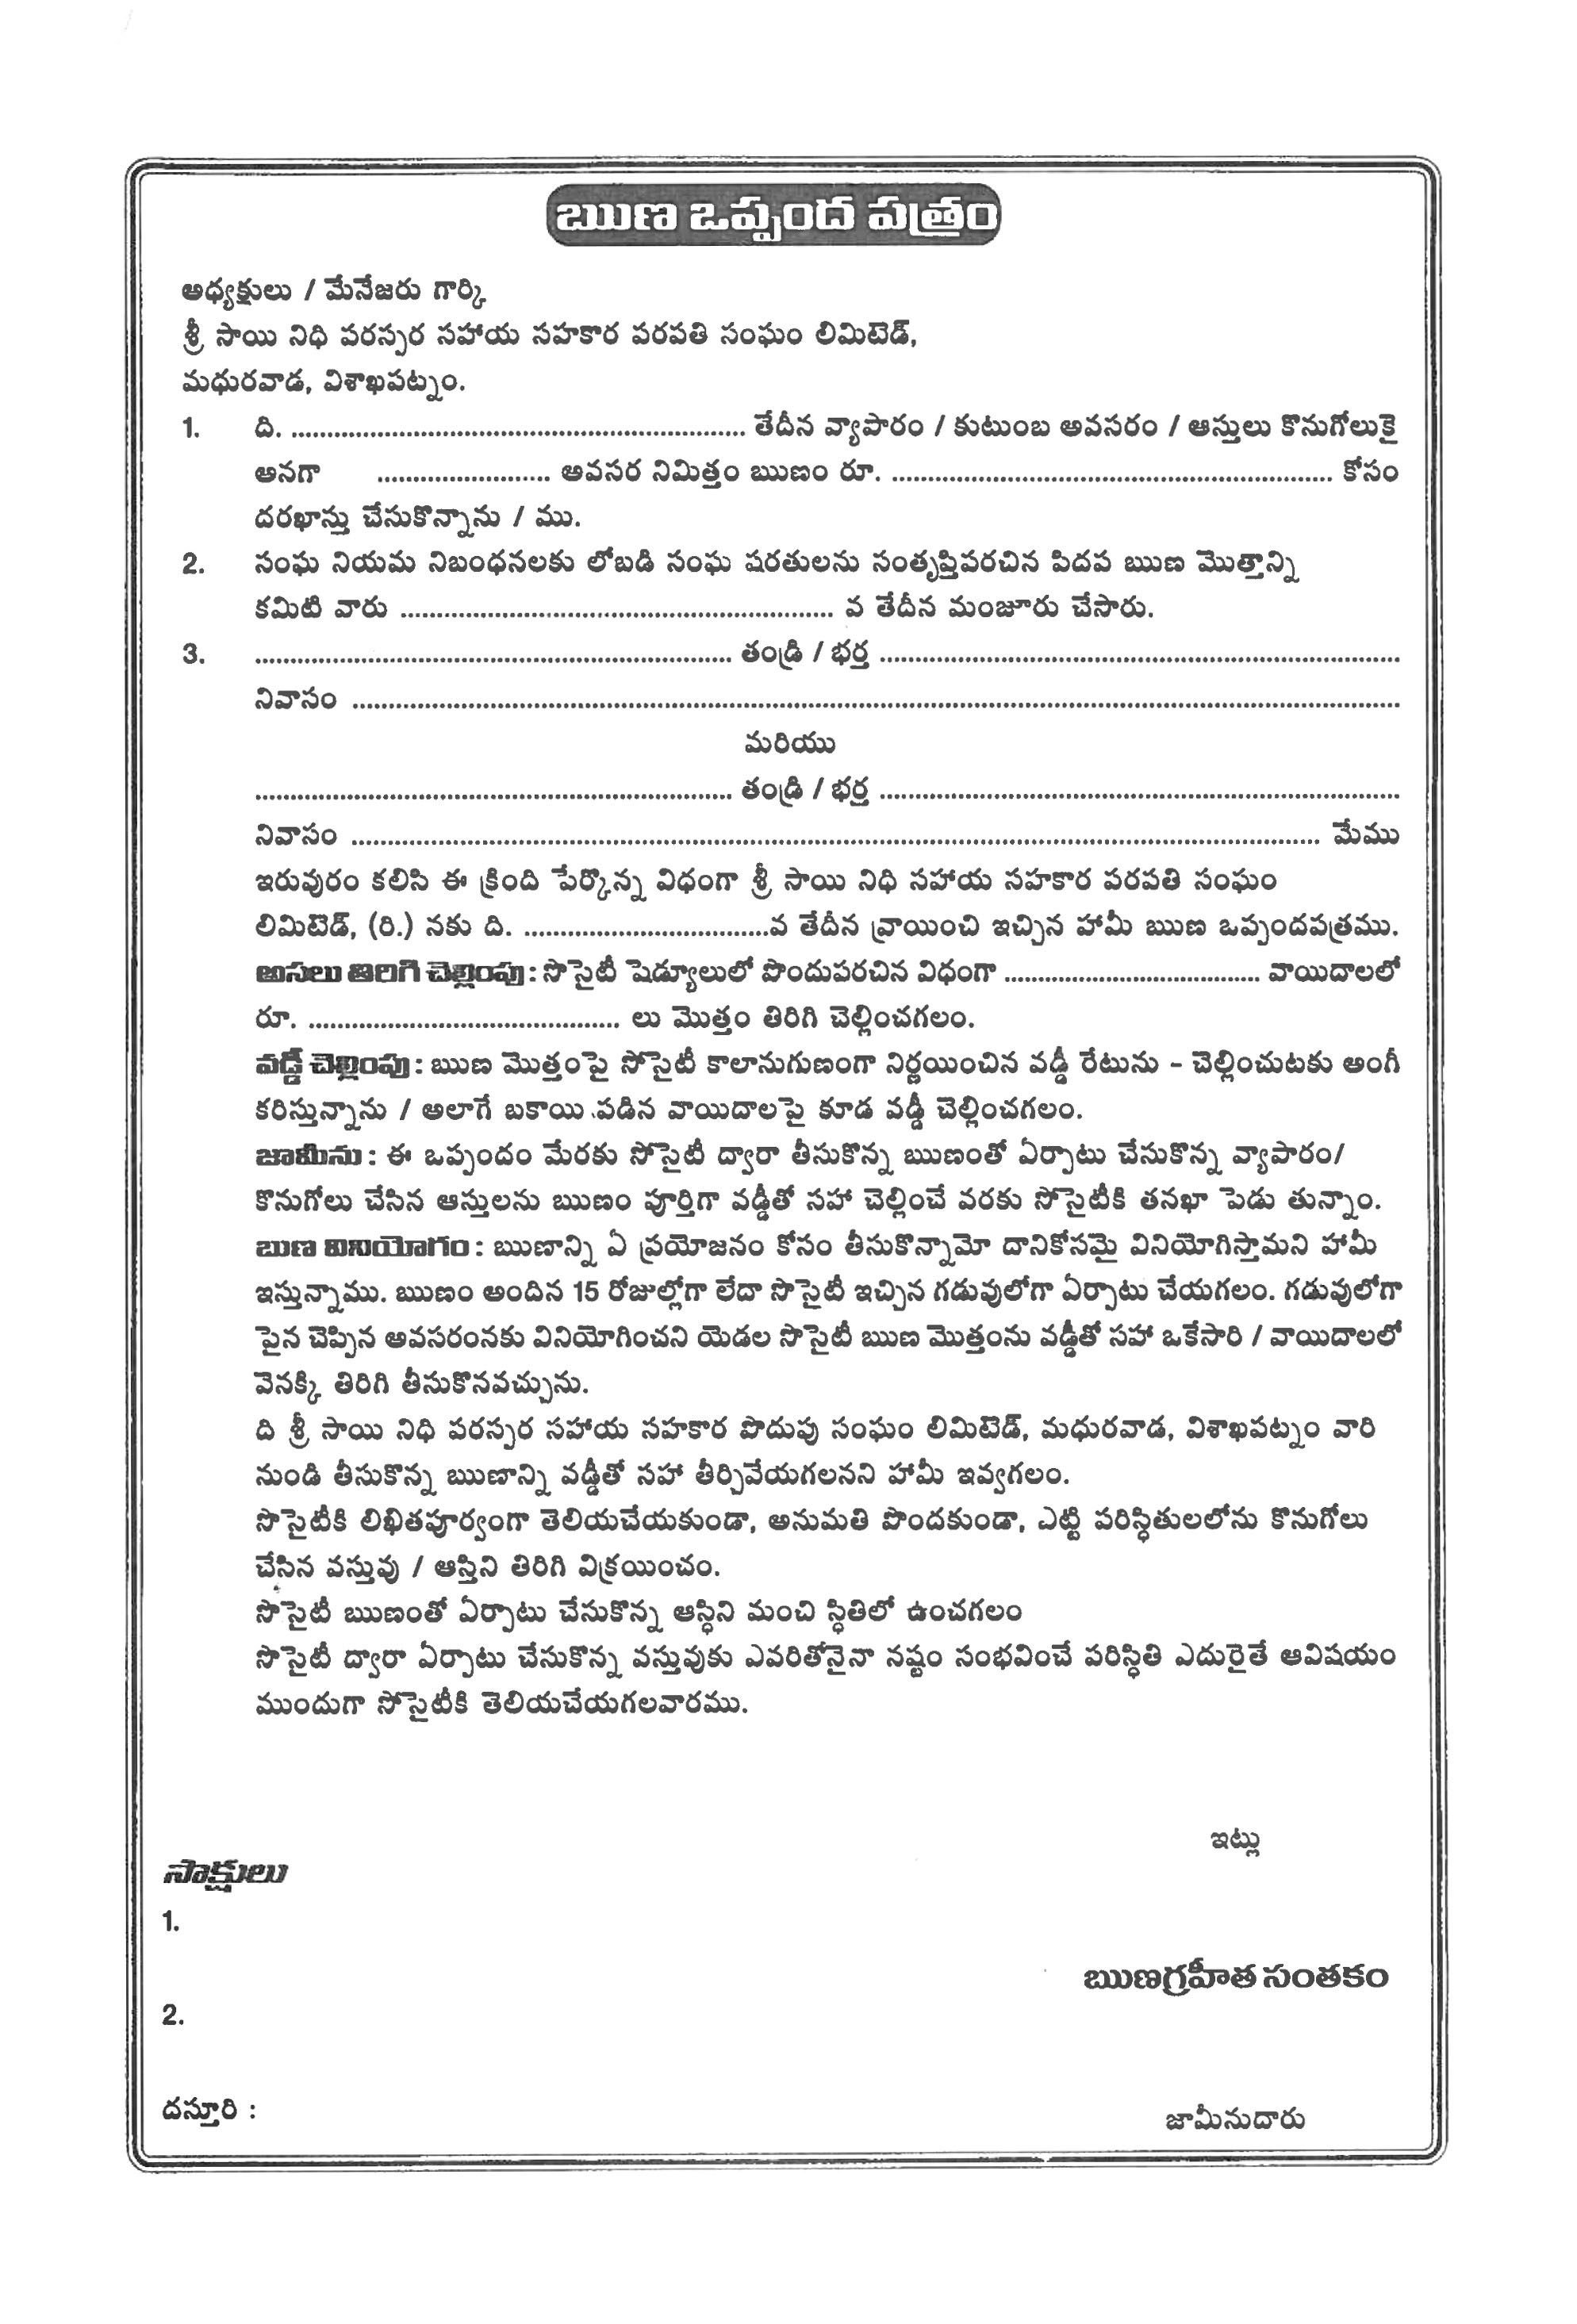 ఋణ ఒప్పంద పత్రం
అధ్యక్షులు / మేనేజరు గార్కి
శ్రీ సాయి నిధి పరస్పర సహాయ సహకార పరపతి సంఘం లిమిటెడ్,
మధురవాడ, విశాఖపట్నం.
1. ది. ................................................................ తేదీన వ్యాపారం / కుటుంబ అవసరం / ఆస్తులు కొనుగోలుకై
అనగా ........................ అవసర నిమిత్తం ఋణం రూ. .............................................................. కోసం
దరఖాస్తు చేసుకొన్నాను / ము.
2. సంఘ నియమ నిబంధనలకు లోబడి సంఘ షరతులను సంతృప్తిపరచిన పిదప ఋణ మొత్తాన్ని
కమిటి వారు ............................................................. వ తేదీన మంజూరు చేసారు.
3. ................................................................... తండ్రి / భర్త .........................................................................
నివాసం ...................................................................................................................................................
మరియు
................................................................... తండ్రి / భర్త .........................................................................
నివాసం ........................................................................................................................................ మేము
ఇరువురం కలిసి ఈ క్రింది పేర్కొన్న విధంగా శ్రీ సాయి నిధి సహాయ సహకార పరపతి సంఘం
లిమిటెడ్, (రి.) నకు ది. ..................................వ తేదీన వ్రాయించి ఇచ్చిన హామీ ఋణ ఒప్పందపత్రము.
అసలు తిరిగి చెల్లింపు : సొసైటీ షెడ్యూలులో పొందుపరచిన విధంగా .................................... వాయిదాలలో
రూ. ............................................ లు మొత్తం తిరిగి చెల్లించగలం.
వడ్డీ చెల్లింపు : ఋణ మొత్తంపై సోసైటీ కాలానుగుణంగా నిర్ణయించిన వడ్డీ రేటును - చెల్లించుటకు అంగీ
కరిస్తున్నాను / అలాగే బకాయి పడిన వాయిదాలపై కూడ వడ్డీ చెల్లించగలం.
జామీను : ఈ ఒప్పందం మేరకు సోసైటీ ద్వారా తీసుకొన్న ఋణంతో ఏర్పాటు చేసుకొన్న వ్యాపారం/
కొనుగోలు చేసిన ఆస్తులను ఋణం పూర్తిగా వడ్డీతో సహా చెల్లించే వరకు సోసైటీకి తనఖా పెడు తున్నాం.
బుణ వినియోగం : ఋణాన్ని ఏ ప్రయోజనం కోసం తీసుకొన్నామో దానికోసమై వినియోగిస్తామని హామీ
ఇస్తున్నాము. ఋణం అందిన 15 రోజుల్లోగా లేదా సొసైటీ ఇచ్చిన గడువులోగా ఏర్పాటు చేయగలం. గడువులోగా
పైన చెప్పిన అవసరంనకు వినియోగించని యెడల సొసైటీ ఋణ మొత్తంను వడ్డీతో సహా ఒకేసారి / వాయిదాలలో
వెనక్కి తిరిగి తీసుకొనవచ్చును.
ది శ్రీ సాయి నిధి పరస్పర సహాయ సహకార పొదుపు సంఘం లిమిటెడ్, మధురవాడ, విశాఖపట్నం వారి
నుండి తీసుకొన్న ఋణాన్ని వడ్డీతో సహా తీర్చివేయగలనని హామీ ఇవ్వగలం.
సొసైటీకి లిఖితపూర్వంగా తెలియచేయకుండా, అనుమతి పొందకుండా, ఎట్టి పరిస్థితులలోను కొనుగోలు
చేసిన వస్తువు / ఆస్తిని తిరిగి విక్రయించం.
సొసైటీ ఋణంతో ఏర్పాటు చేసుకొన్న ఆస్థిని మంచి స్థితిలో ఉంచగలం
సొసైటీ ద్వారా ఏర్పాటు చేసుకొన్న వస్తువుకు ఎవరితోనైనా నష్టం సంభవించే పరిస్థితి ఎదురైతే ఆవిషయం
ముందుగా సోసైటీకి తెలియచేయగలవారము.
ఇట్లు
సాక్షులు
1.
ఋణగ్రహీత సంతకం
2.
దస్తూరి :
జామీనుదారు